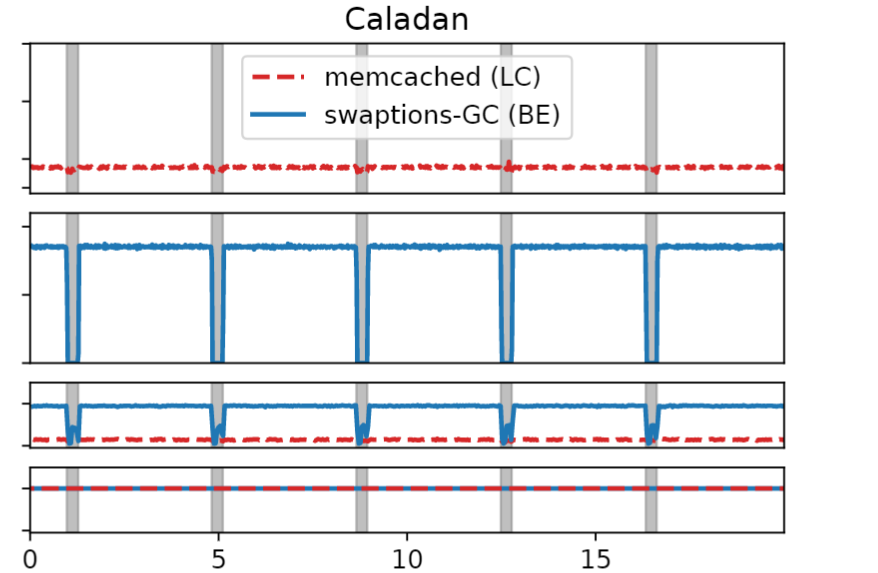 Caladan
memcached (LC)
swaptions-GC (BE)
0 5 10 15